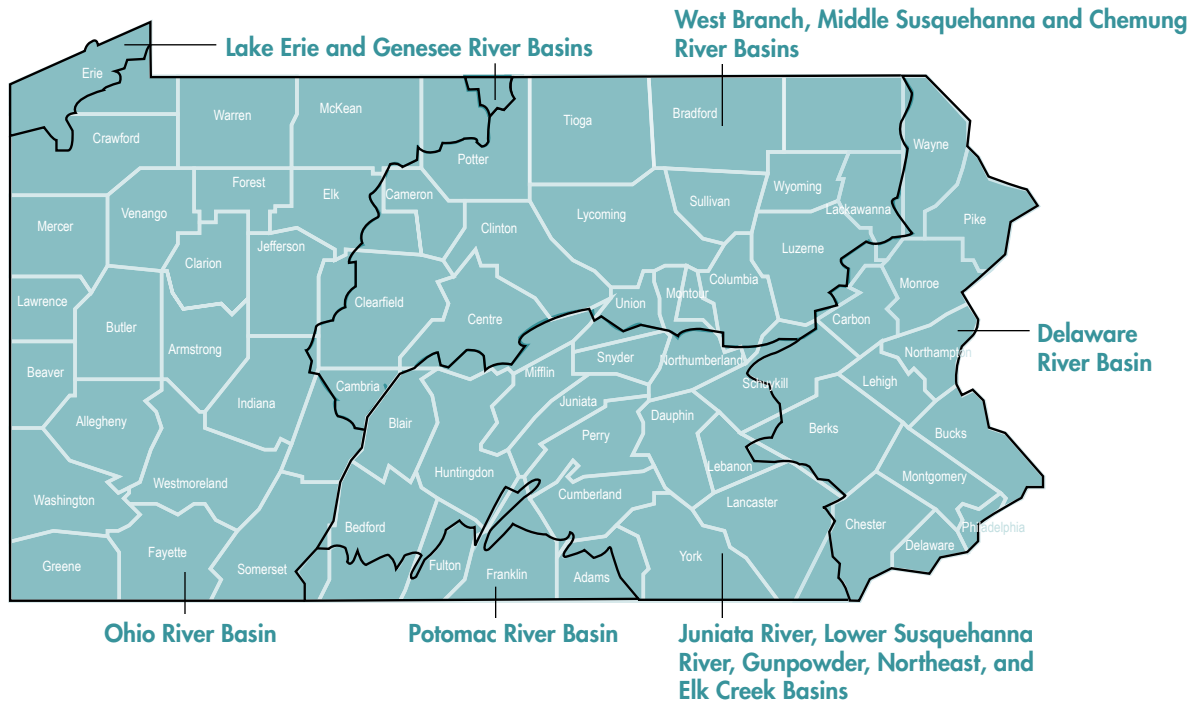 West Branch, Middle Susquehanna and Chemung
River Basins
Lake Erie and Genesee River Basins
Erie
Warren
McKean
Tioga
Bradford
Crawford
Potter
Wayne
Forest
Elk
Cameron
Wyoming
Mercer
Venango
Clinton
Lycoming
Sullivan
Lackawanna
Pike
Clarion
Jefferson
Luzerne
Lawrence
Clearfield
Centre
Union
Montour
Columbia
Monroe
Butler
Armstrong
Carbon
Delaware
River Basin
Beaver
Cambria
Mifflin
Snyder
Northumberland
Northampton
Schuykill
Lehigh
Allegheny
Indiana
Blair
Juniata
Dauphin
Perry
Berks
Bucks
Westmoreland
Huntingdon
Lebanon
Montgomery
Washington
Cumberland
Lancaster
Bedford
Chester
Philadelphia
Greene
Fayette
Somerset
Fulton
Franklin
Adams
York
Delaware
Ohio River Basin
Potomac River Basin
Juniata River, Lower Susquehanna
River, Gunpowder, Northeast, and
Elk Creek Basins